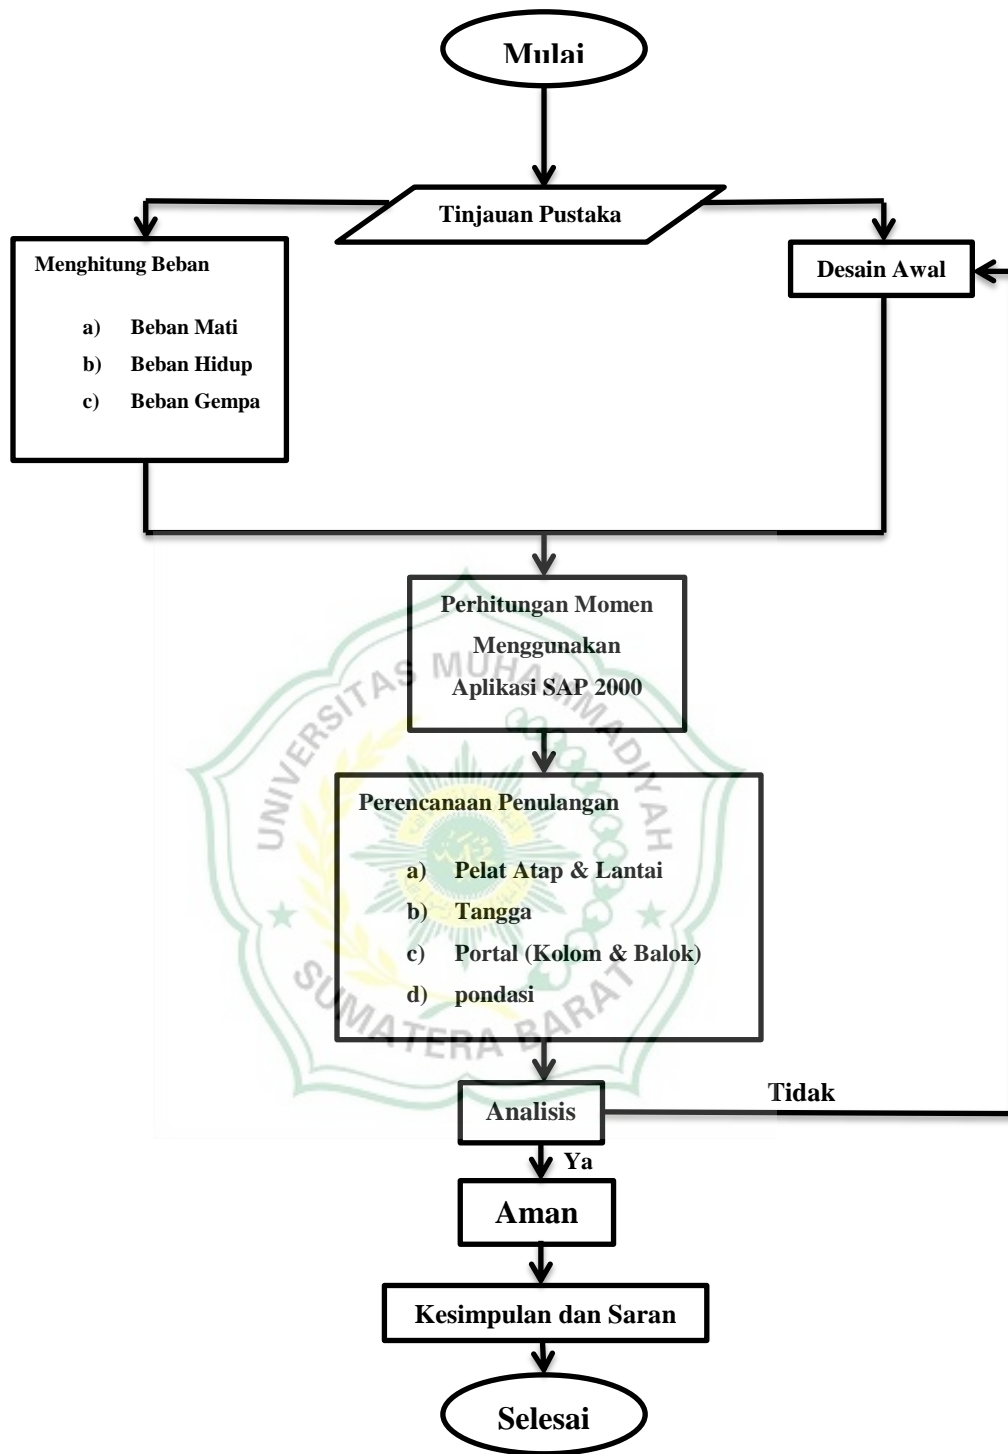 Mulai
Tinjauan Pustaka
Menghitung Beban
a) Beban Mati
b) Beban Hidup
c) Beban Gempa
Desain Awal
Perhitungan Momen
Menggunakan
Aplikasi SAP 2000
UNIVERSITAS MUHAMMADIYAH
SUMATERA BARAT
Perencanaan Penulangan
a) Pelat Atap & Lantai
b) Tangga
c) Portal (Kolom & Balok)
d) pondasi
Analisis
Tidak
Ya
Aman
Kesimpulan dan Saran
Selesai